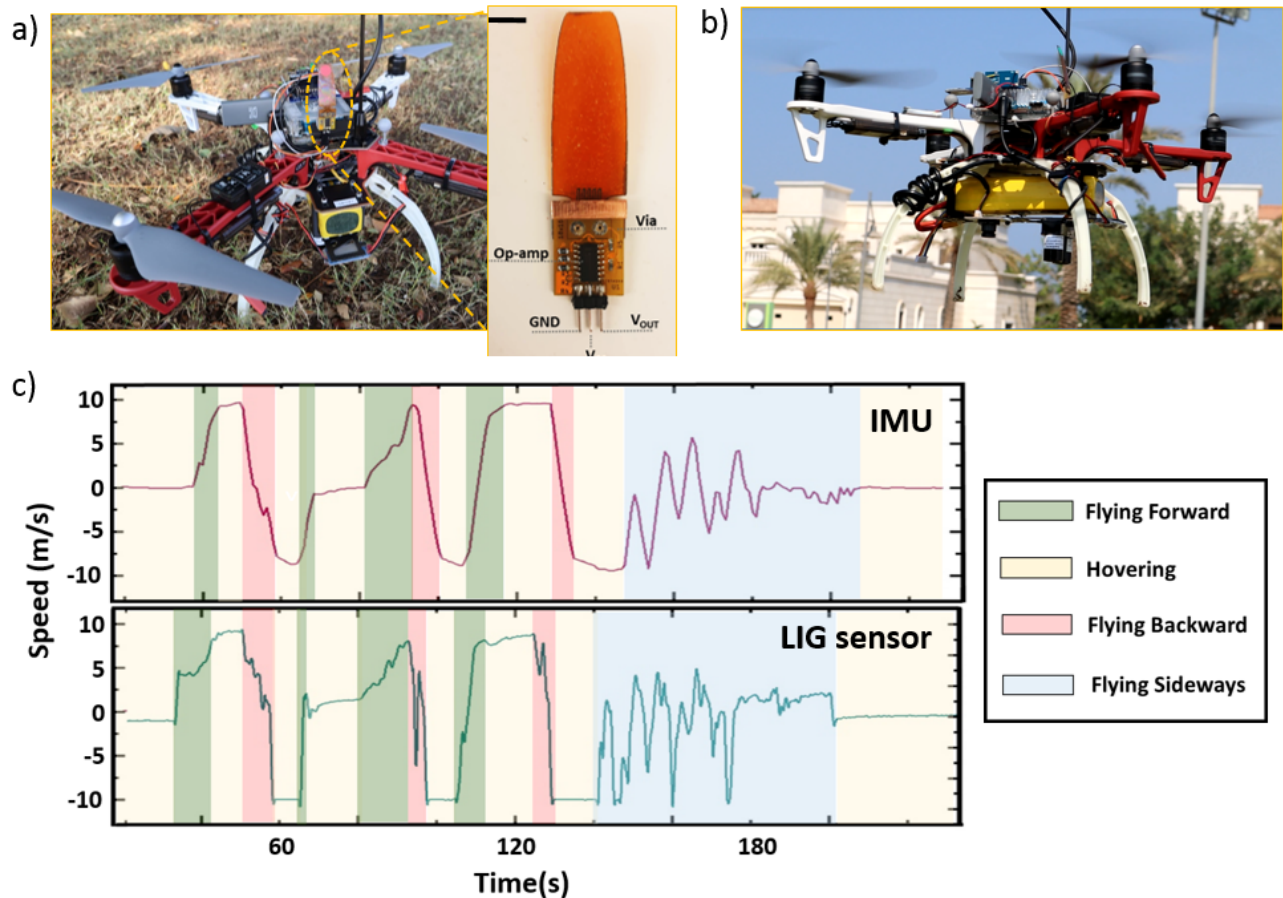 a)
b)
Via
Op-amp
GND
VOUT
V
c)
IMU
LIG sensor
Speed (m/s)
10
5
0
-5
-10
10
5
0
-5
-10
60
120
180
Time(s)
Flying Forward
Hovering
Flying Backward
Flying Sideways